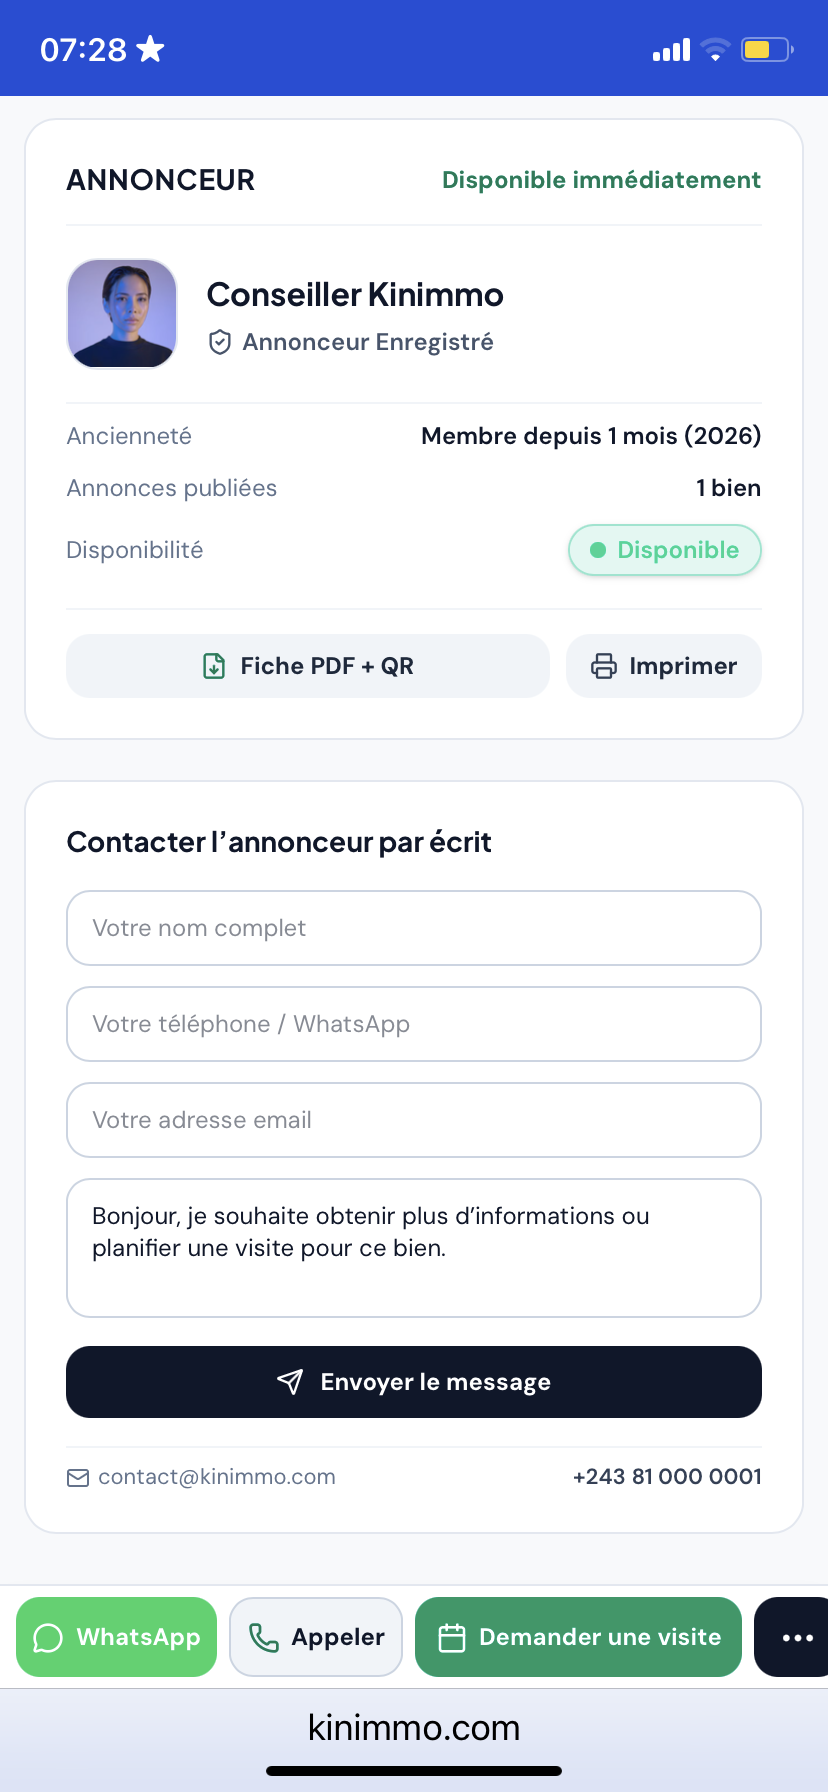 07:28
ANNONCEUR
Disponible immédiatement
Conseiller Kinimmo
Annonceur Enregistré
Ancienneté
Membre depuis 1 mois (2026)
Annonces publiées
1 bien
Disponibilité
Disponible
Fiche PDF + QR
Imprimer
Contacter l’annonceur par écrit
Votre nom complet
Votre téléphone / WhatsApp
Votre adresse email
Bonjour, je souhaite obtenir plus d’informations ou
planifier une visite pour ce bien.
Envoyer le message
contact@kinimmo.com
+243 81 000 0001
WhatsApp
Appeler
Demander une visite
kinimmo.com